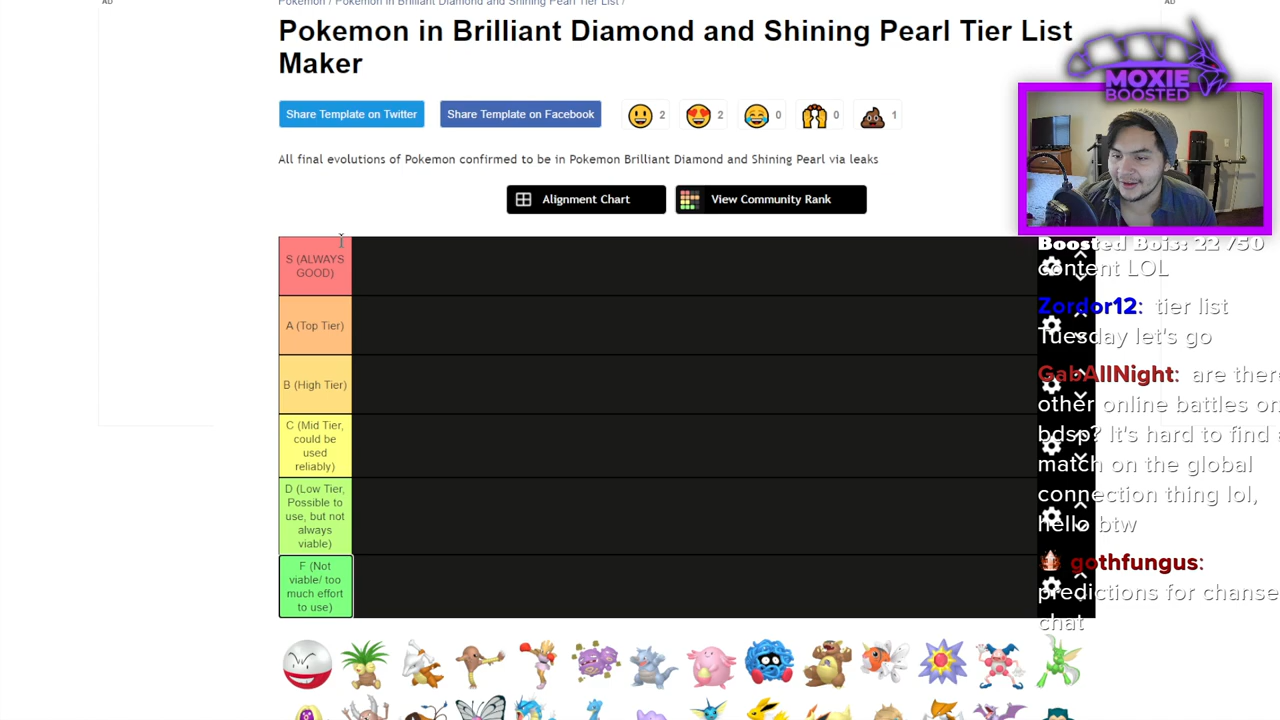 AD
Pokemon / Pokemon in Brilliant Diamond and Shining Pearl Tier List /
AD
Pokemon in Brilliant Diamond and Shining Pearl Tier List
Maker
MOXIE
BOOSTED
Share Template on Twitter
Share Template on Facebook
2
2
0
0
1
All final evolutions of Pokemon confirmed to be in Pokemon Brilliant Diamond and Shining Pearl via leaks
Alignment Chart
View Community Rank
S (ALWAYS
GOOD)
A (Top Tier)
B (High Tier)
C (Mid Tier,
could be
used
reliably)
D (Low Tier,
Possible to
use, but not
always
viable)
F (Not
viable/ too
much effort
to use)
Boosted Bois: 22 /50
content LOL
Zordor12: tier list
Tuesday let's go
GabAllNight: are there
other online battles on
bdsp? It's hard to find a
match on the global
connection thing lol,
hello btw
gothfungus:
predictions for chanse
chat